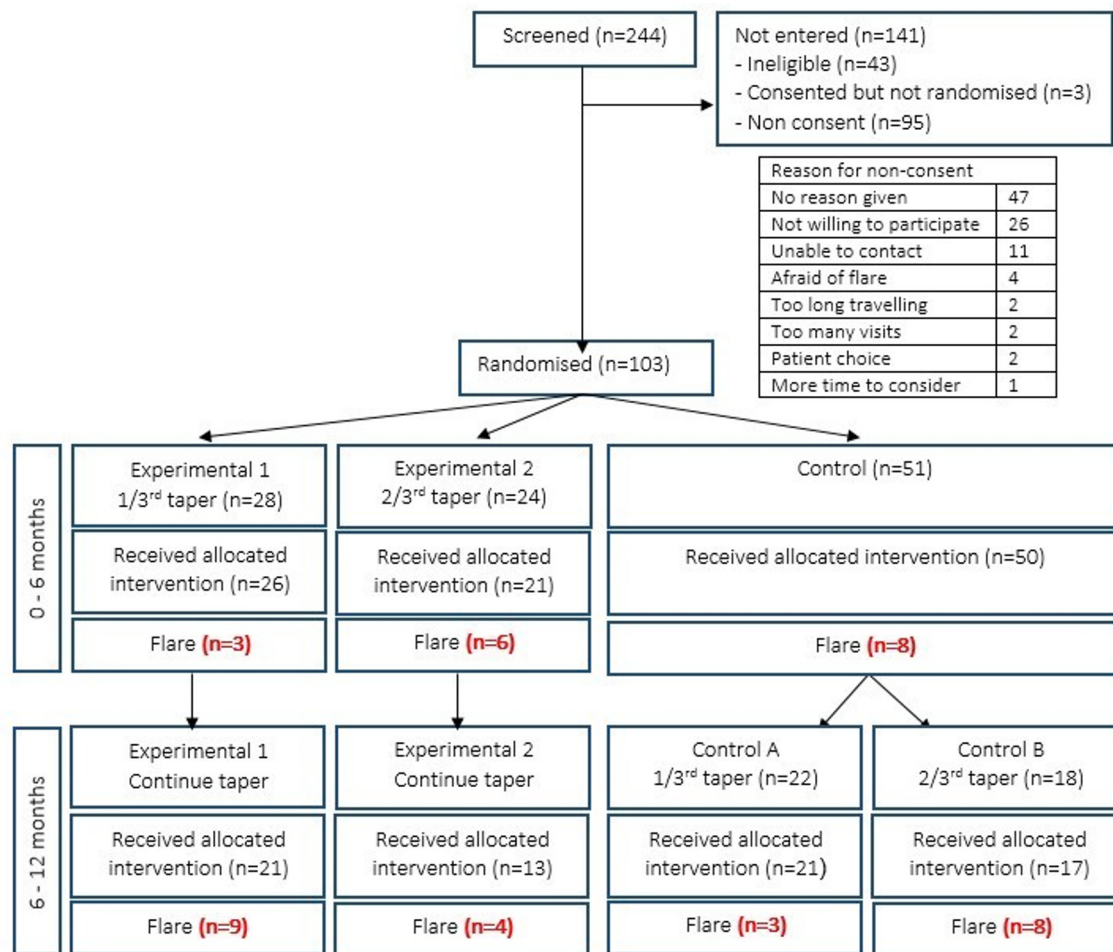 Screened (n=244)
Not entered (n=141)
- Ineligible (n=43)
- Consented but not randomised (n=3)
- Non consent (n=95)
Reason for non-consent
No reason given 47
Not willing to participate 26
Unable to contact 11
Afraid of flare 4
Too long travelling 2
Too many visits 2
Patient choice 2
More time to consider 1
Randomised (n=103)
0 - 6 months
Experimental 1
1/3rd taper (n=28)
Experimental 2
2/3rd taper (n=24)
Control (n=51)
Received allocated
intervention (n=26)
Received allocated
intervention (n=21)
Received allocated intervention (n=50)
Flare (n=3)
Flare (n=6)
Flare (n=8)
6 - 12 months
Experimental 1
Continue taper
Experimental 2
Continue taper
Control A
1/3rd taper (n=22)
Control B
2/3rd taper (n=18)
Received allocated
intervention (n=21)
Received allocated
intervention (n=13)
Received allocated
intervention (n=21)
Received allocated
intervention (n=17)
Flare (n=9)
Flare (n=4)
Flare (n=3)
Flare (n=8)